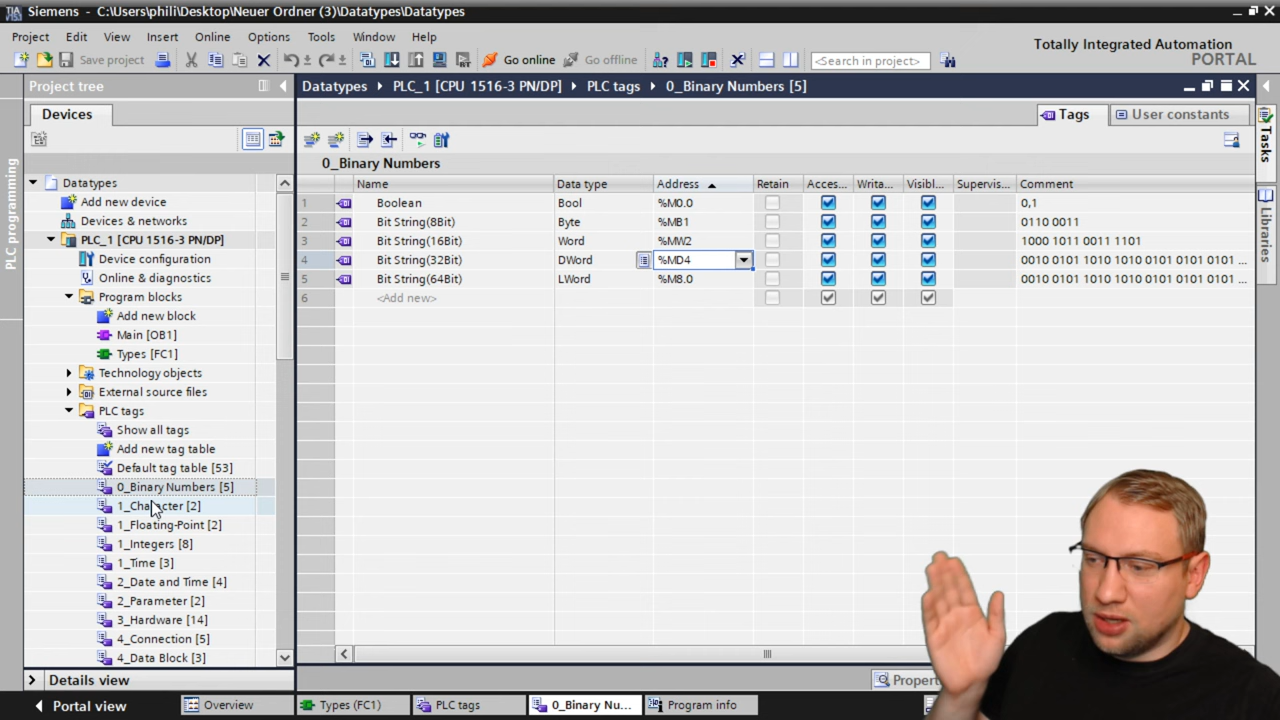 Siemens - C:\Users\phili\Desktop\Neuer Ordner (3)\Datatypes\Datatypes
Project Edit View Insert Online Options Tools Window Help
Totally Integrated Automation
PORTAL
Save project Go online Go offline <Search in project>
Project tree
Datatypes PLC_1 [CPU 1516-3 PN/DP] PLC tags 0_Binary Numbers [5]
Devices
Tags User constants
Tasks
Libraries
PLC programming
0_Binary Numbers
Name Data type Address Retain Acces... Writa... Visibl... Supervis... Comment
1 Boolean Bool %M0.0 0,1
2 Bit String(8Bit) Byte %MB1 0110 0011
3 Bit String(16Bit) Word %MW2 1000 1011 0011 1101
4 Bit String(32Bit) DWord %MD4 0010 0101 1010 1010 0101 0101 0101 ...
5 Bit String(64Bit) LWord %M8.0 0010 0101 1010 1010 0101 0101 0101 ...
6 <Add new>
Datatypes
Add new device
Devices & networks
PLC_1 [CPU 1516-3 PN/DP]
Device configuration
Online & diagnostics
Program blocks
Add new block
Main [OB1]
Types [FC1]
Technology objects
External source files
PLC tags
Show all tags
Add new tag table
Default tag table [53]
0_Binary Numbers [5]
1_Character [2]
1_Floating-Point [2]
1_Integers [8]
1_Time [3]
2_Date and Time [4]
2_Parameter [2]
3_Hardware [14]
4_Connection [5]
4_Data Block [3]
Details view
Propert
Portal view Overview Types (FC1) PLC tags 0_Binary Nu... Program info